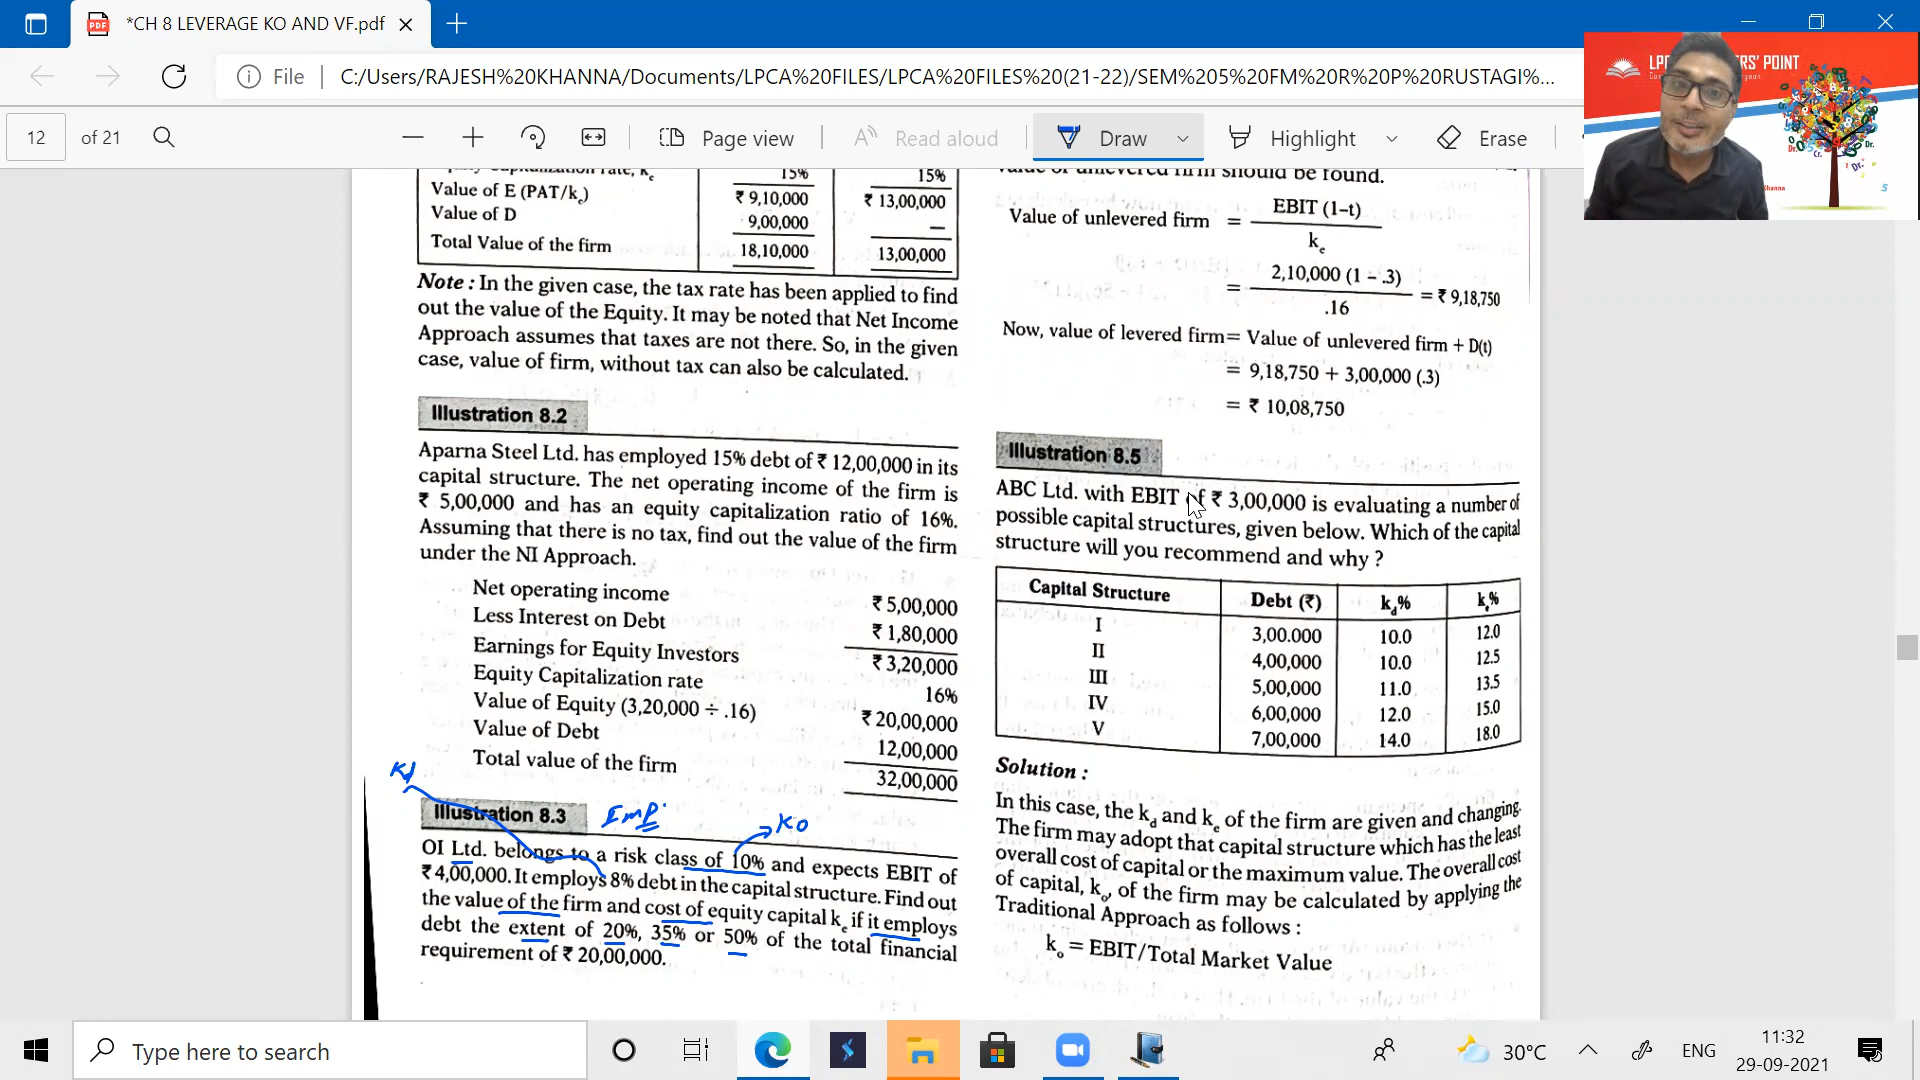 *CH 8 LEVERAGE KO AND VF.pdf
File
C:/Users/RAJESH%20KHANNA/Documents/LPCA%20FILES/LPCA%20FILES%20(21-22)/SEM%205%20FM%20R%20P%20RUSTAGI%...
12 of 21
Page view
Read aloud
Draw
Highlight
Erase
15% 15%
Value of E (PAT/ke) ₹ 9,10,000 ₹ 13,00,000
Value of D 9,00,000 —
Total Value of the firm 18,10,000 13,00,000
Note : In the given case, the tax rate has been applied to find
out the value of the Equity. It may be noted that Net Income
Approach assumes that taxes are not there. So, in the given
case, value of firm, without tax can also be calculated.
Illustration 8.2
Aparna Steel Ltd. has employed 15% debt of ₹ 12,00,000 in its
capital structure. The net operating income of the firm is
₹ 5,00,000 and has an equity capitalization ratio of 16%.
Assuming that there is no tax, find out the value of the firm
under the NI Approach.
Net operating income ₹ 5,00,000
Less Interest on Debt ₹ 1,80,000
Earnings for Equity Investors ₹ 3,20,000
Equity Capitalization rate 16%
Value of Equity (3,20,000 ÷ .16) ₹ 20,00,000
Value of Debt 12,00,000
Total value of the firm 32,00,000
Kd
Illustration 8.3
Imp.
Ko
OI Ltd. belongs to a risk class of 10% and expects EBIT of
₹ 4,00,000. It employs 8% debt in the capital structure. Find out
the value of the firm and cost of equity capital ke if it employs
debt the extent of 20%, 35% or 50% of the total financial
requirement of ₹ 20,00,000.
value of unlevered firm should be found.
Value of unlevered firm = EBIT (1–t)
ke
= 2,10,000 (1 – .3) = ₹ 9,18,750
.16
Now, value of levered firm = Value of unlevered firm + D(t)
= 9,18,750 + 3,00,000 (.3)
= ₹ 10,08,750
Illustration 8.5
ABC Ltd. with EBIT of ₹ 3,00,000 is evaluating a number of
possible capital structures, given below. Which of the capital
structure will you recommend and why ?
Capital Structure Debt (₹) kd% ke%
I 3,00.000 10.0 12.0
II 4,00,000 10.0 12.5
III 5,00,000 11.0 13.5
IV 6,00,000 12.0 15.0
V 7,00,000 14.0 18.0
Solution :
In this case, the kd and ke of the firm are given and changing.
The firm may adopt that capital structure which has the least
overall cost of capital or the maximum value. The overall cost
of capital, ko, of the firm may be calculated by applying the
Traditional Approach as follows :
ko = EBIT/Total Market Value
Type here to search
30°C
ENG
11:32
29-09-2021